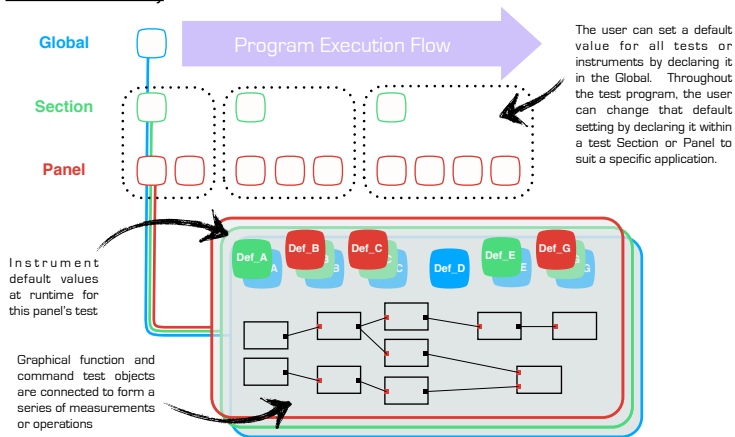 Global
Program Execution Flow
The user can set a default
value for all tests or
instruments by declaring it
in the Global. Throughout
the test program, the user
can change that default
setting by declaring it within
a test Section or Panel to
suit a specific application.
Section
Panel
Instrument
default values
at runtime for
this panel's test
Def_A
A
Def_B
B
B
Def_C
C
C
Def_D
Def_E
E
Def_G
G
G
Graphical function and
command test objects
are connected to form a
series of measurements
or operations